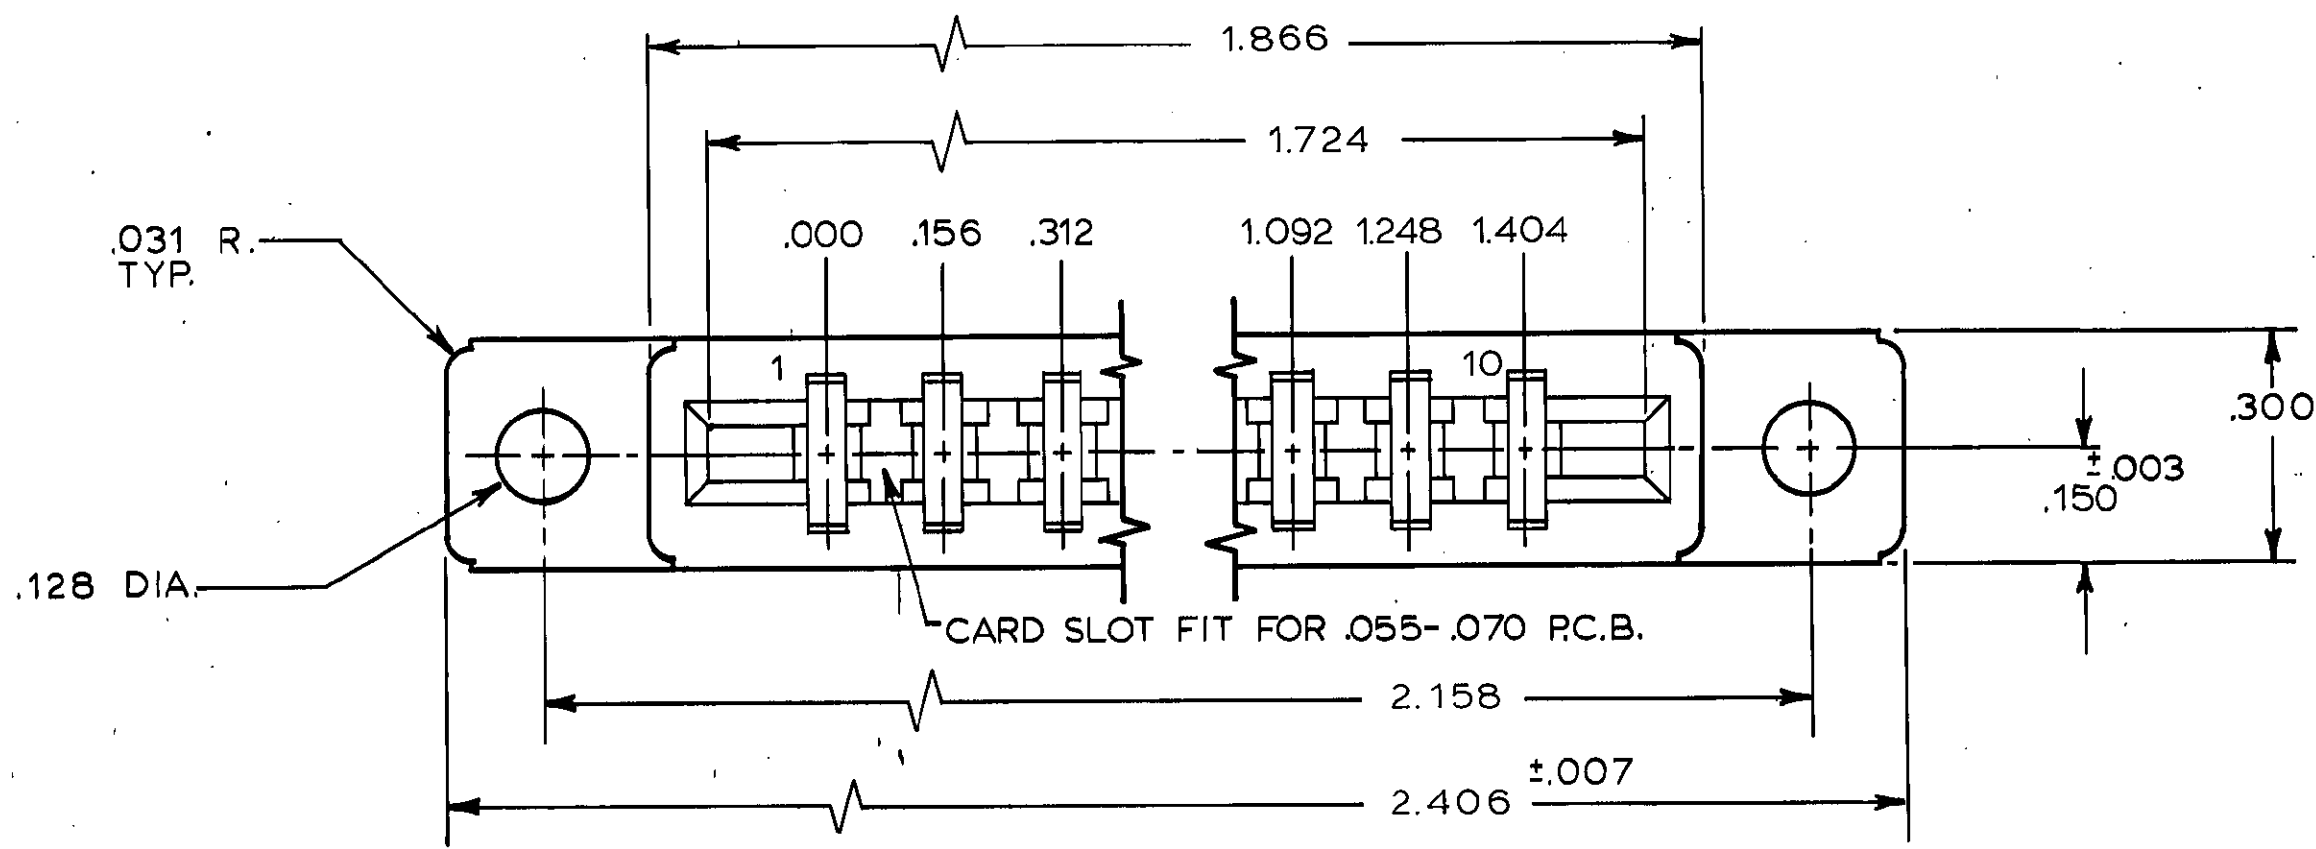 1.866
1.724
.000 .156 .312 1.092 1.248 1.404
.031 R.
TYP.
1
10
.300
±.003
.150
.128 DIA.
CARD SLOT FIT FOR .055-.070 P.C.B.
2.158
±.007
2.406